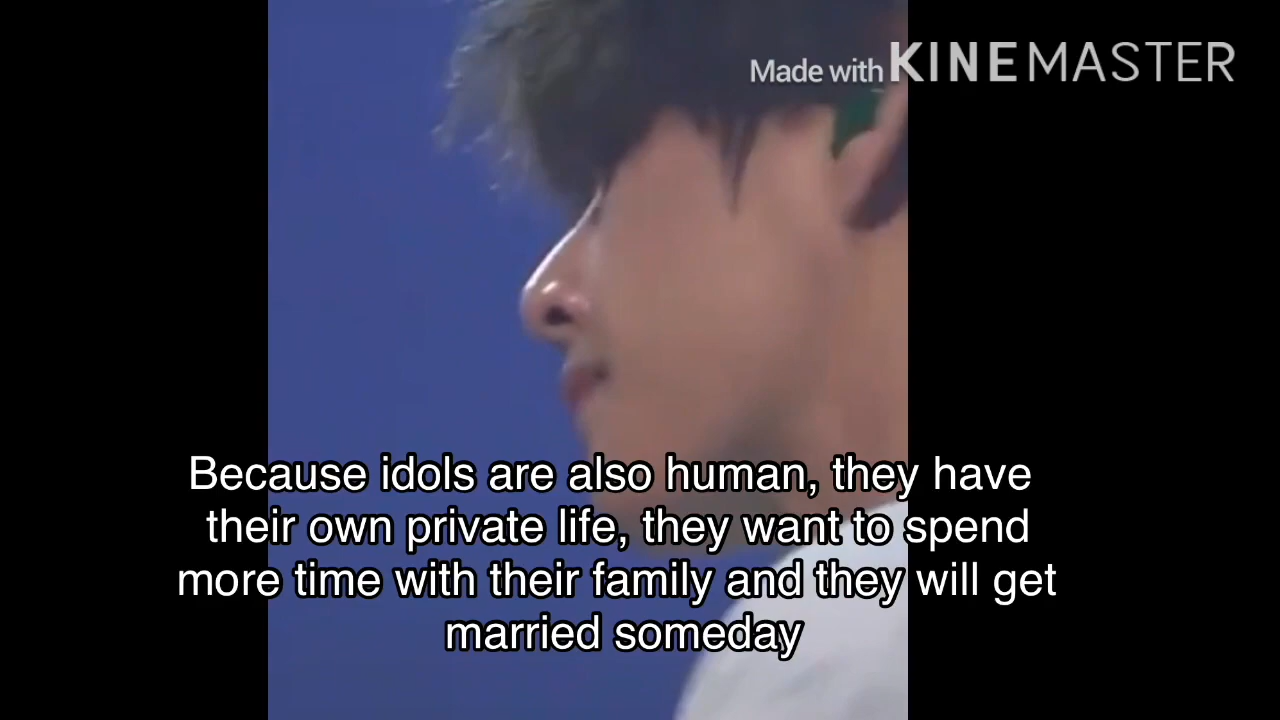 Made with KINEMASTER
Because idols are also human, they have
their own private life, they want to spend
more time with their family and they will get
married someday